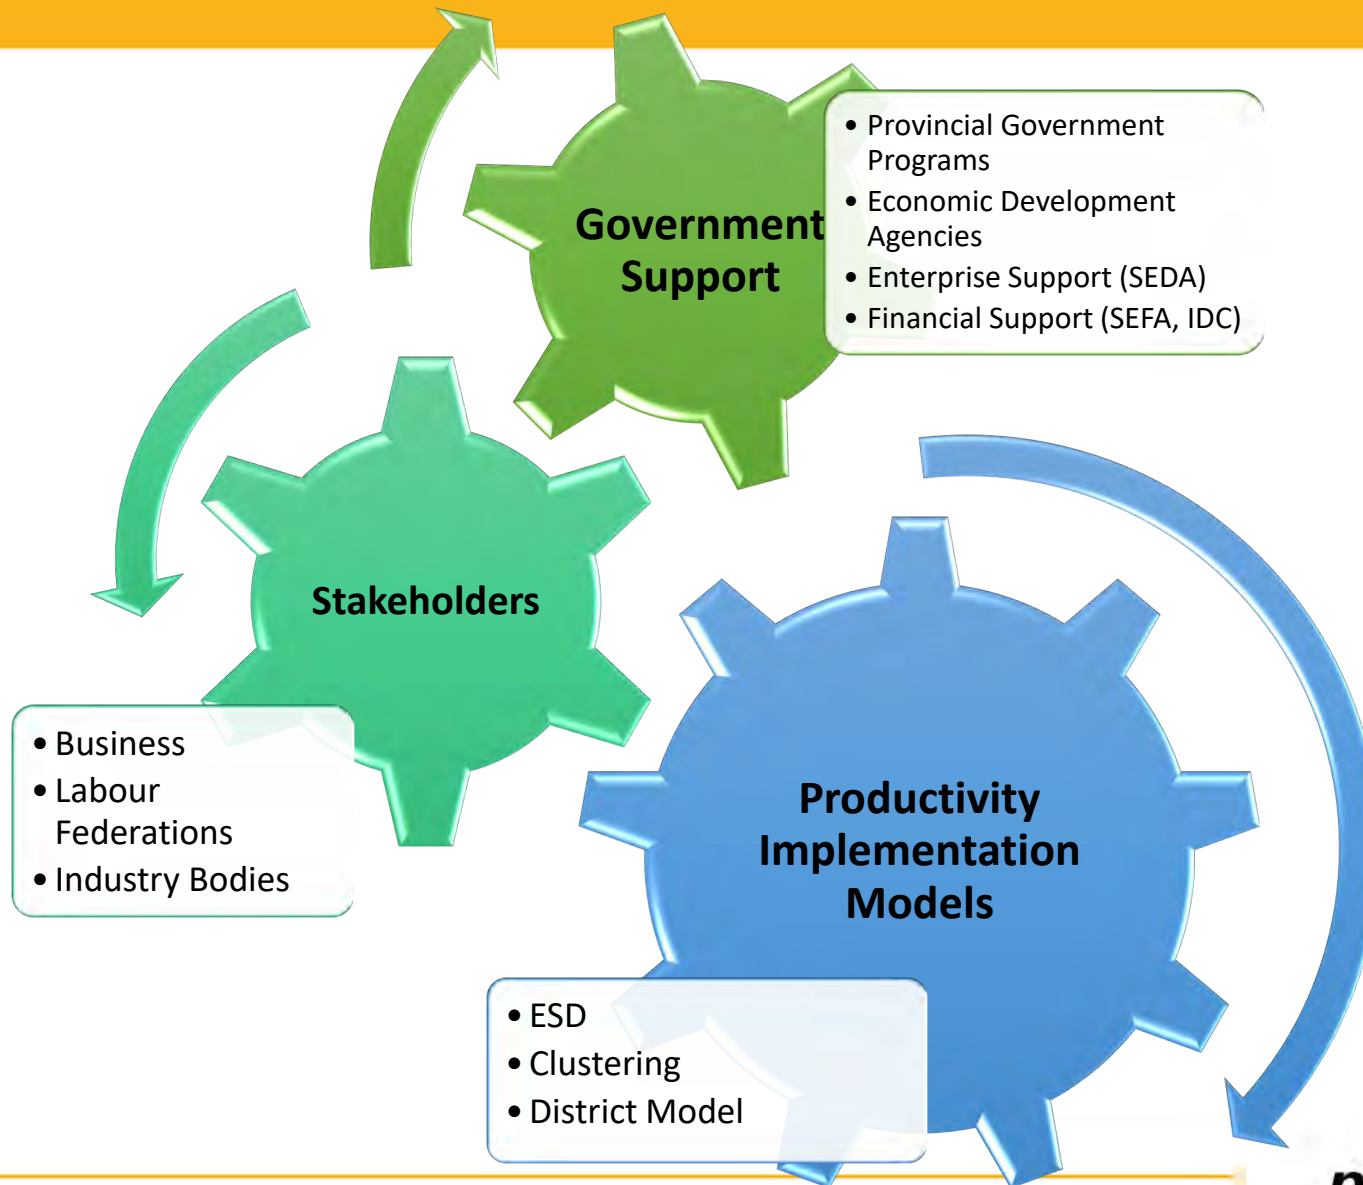 Government
Support
• Provincial Government
Programs
• Economic Development
Agencies
• Enterprise Support (SEDA)
• Financial Support (SEFA, IDC)
Stakeholders
• Business
• Labour
Federations
• Industry Bodies
Productivity
Implementation
Models
• ESD
• Clustering
• District Model